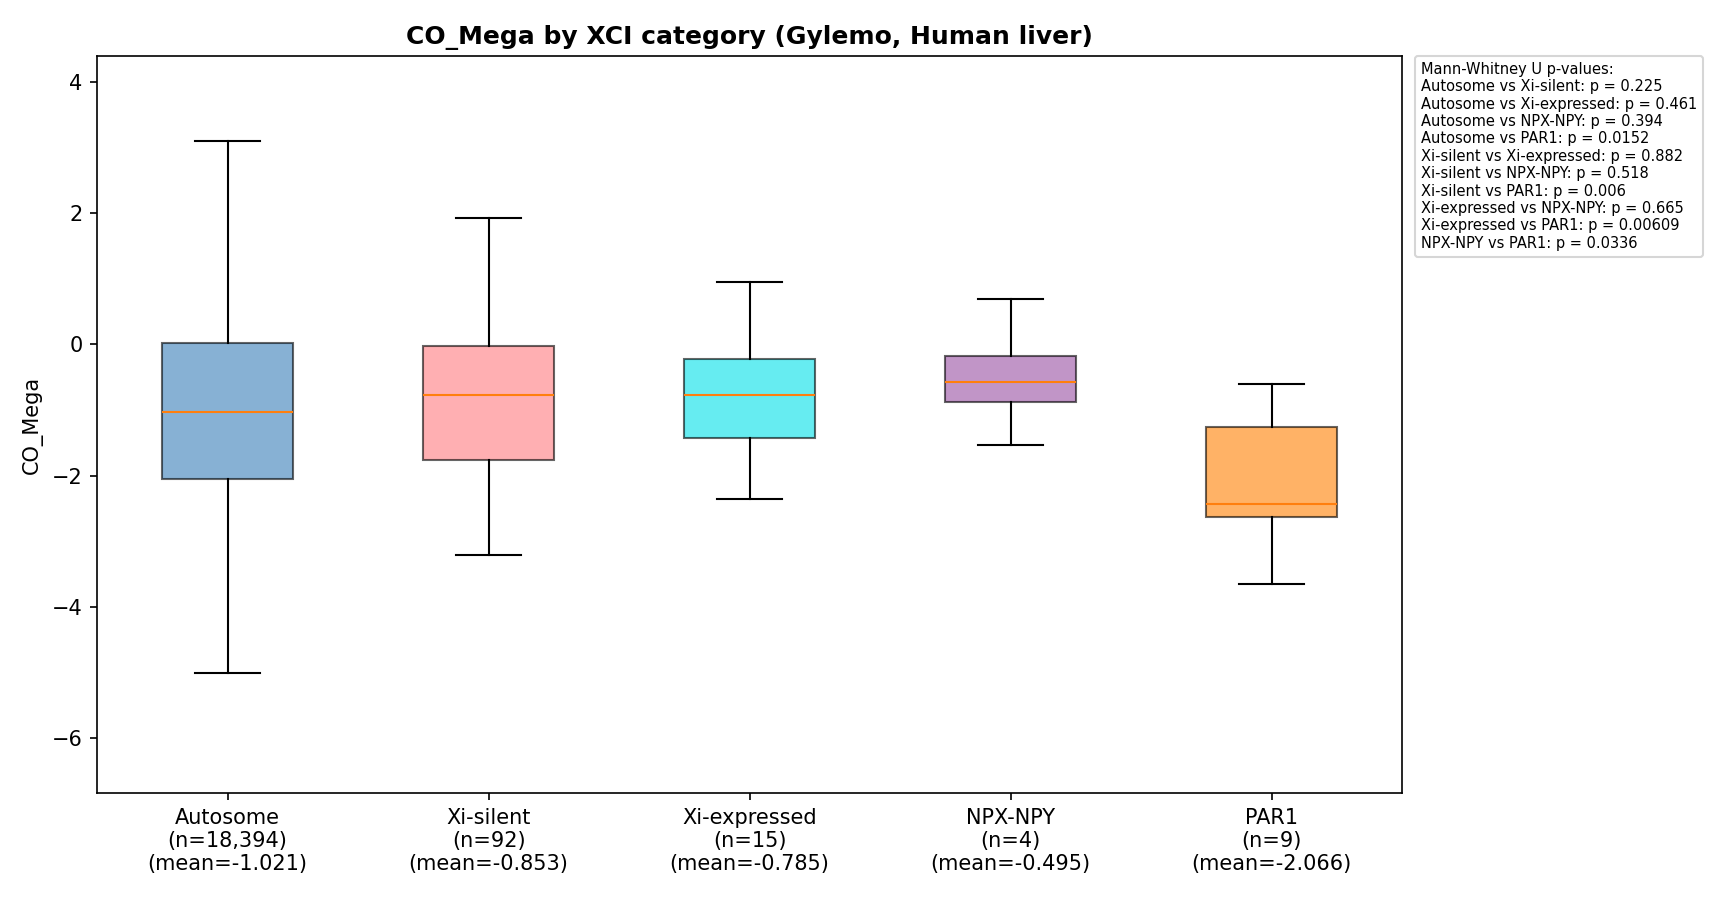 CO_Mega by XCI category (Gylemo, Human liver)
CO_Mega
4
2
0
−2
−4
−6
Autosome
(n=18,394)
(mean=-1.021)
Xi-silent
(n=92)
(mean=-0.853)
Xi-expressed
(n=15)
(mean=-0.785)
NPX-NPY
(n=4)
(mean=-0.495)
PAR1
(n=9)
(mean=-2.066)
Mann-Whitney U p-values:
Autosome vs Xi-silent: p = 0.225
Autosome vs Xi-expressed: p = 0.461
Autosome vs NPX-NPY: p = 0.394
Autosome vs PAR1: p = 0.0152
Xi-silent vs Xi-expressed: p = 0.882
Xi-silent vs NPX-NPY: p = 0.518
Xi-silent vs PAR1: p = 0.006
Xi-expressed vs NPX-NPY: p = 0.665
Xi-expressed vs PAR1: p = 0.00609
NPX-NPY vs PAR1: p = 0.0336